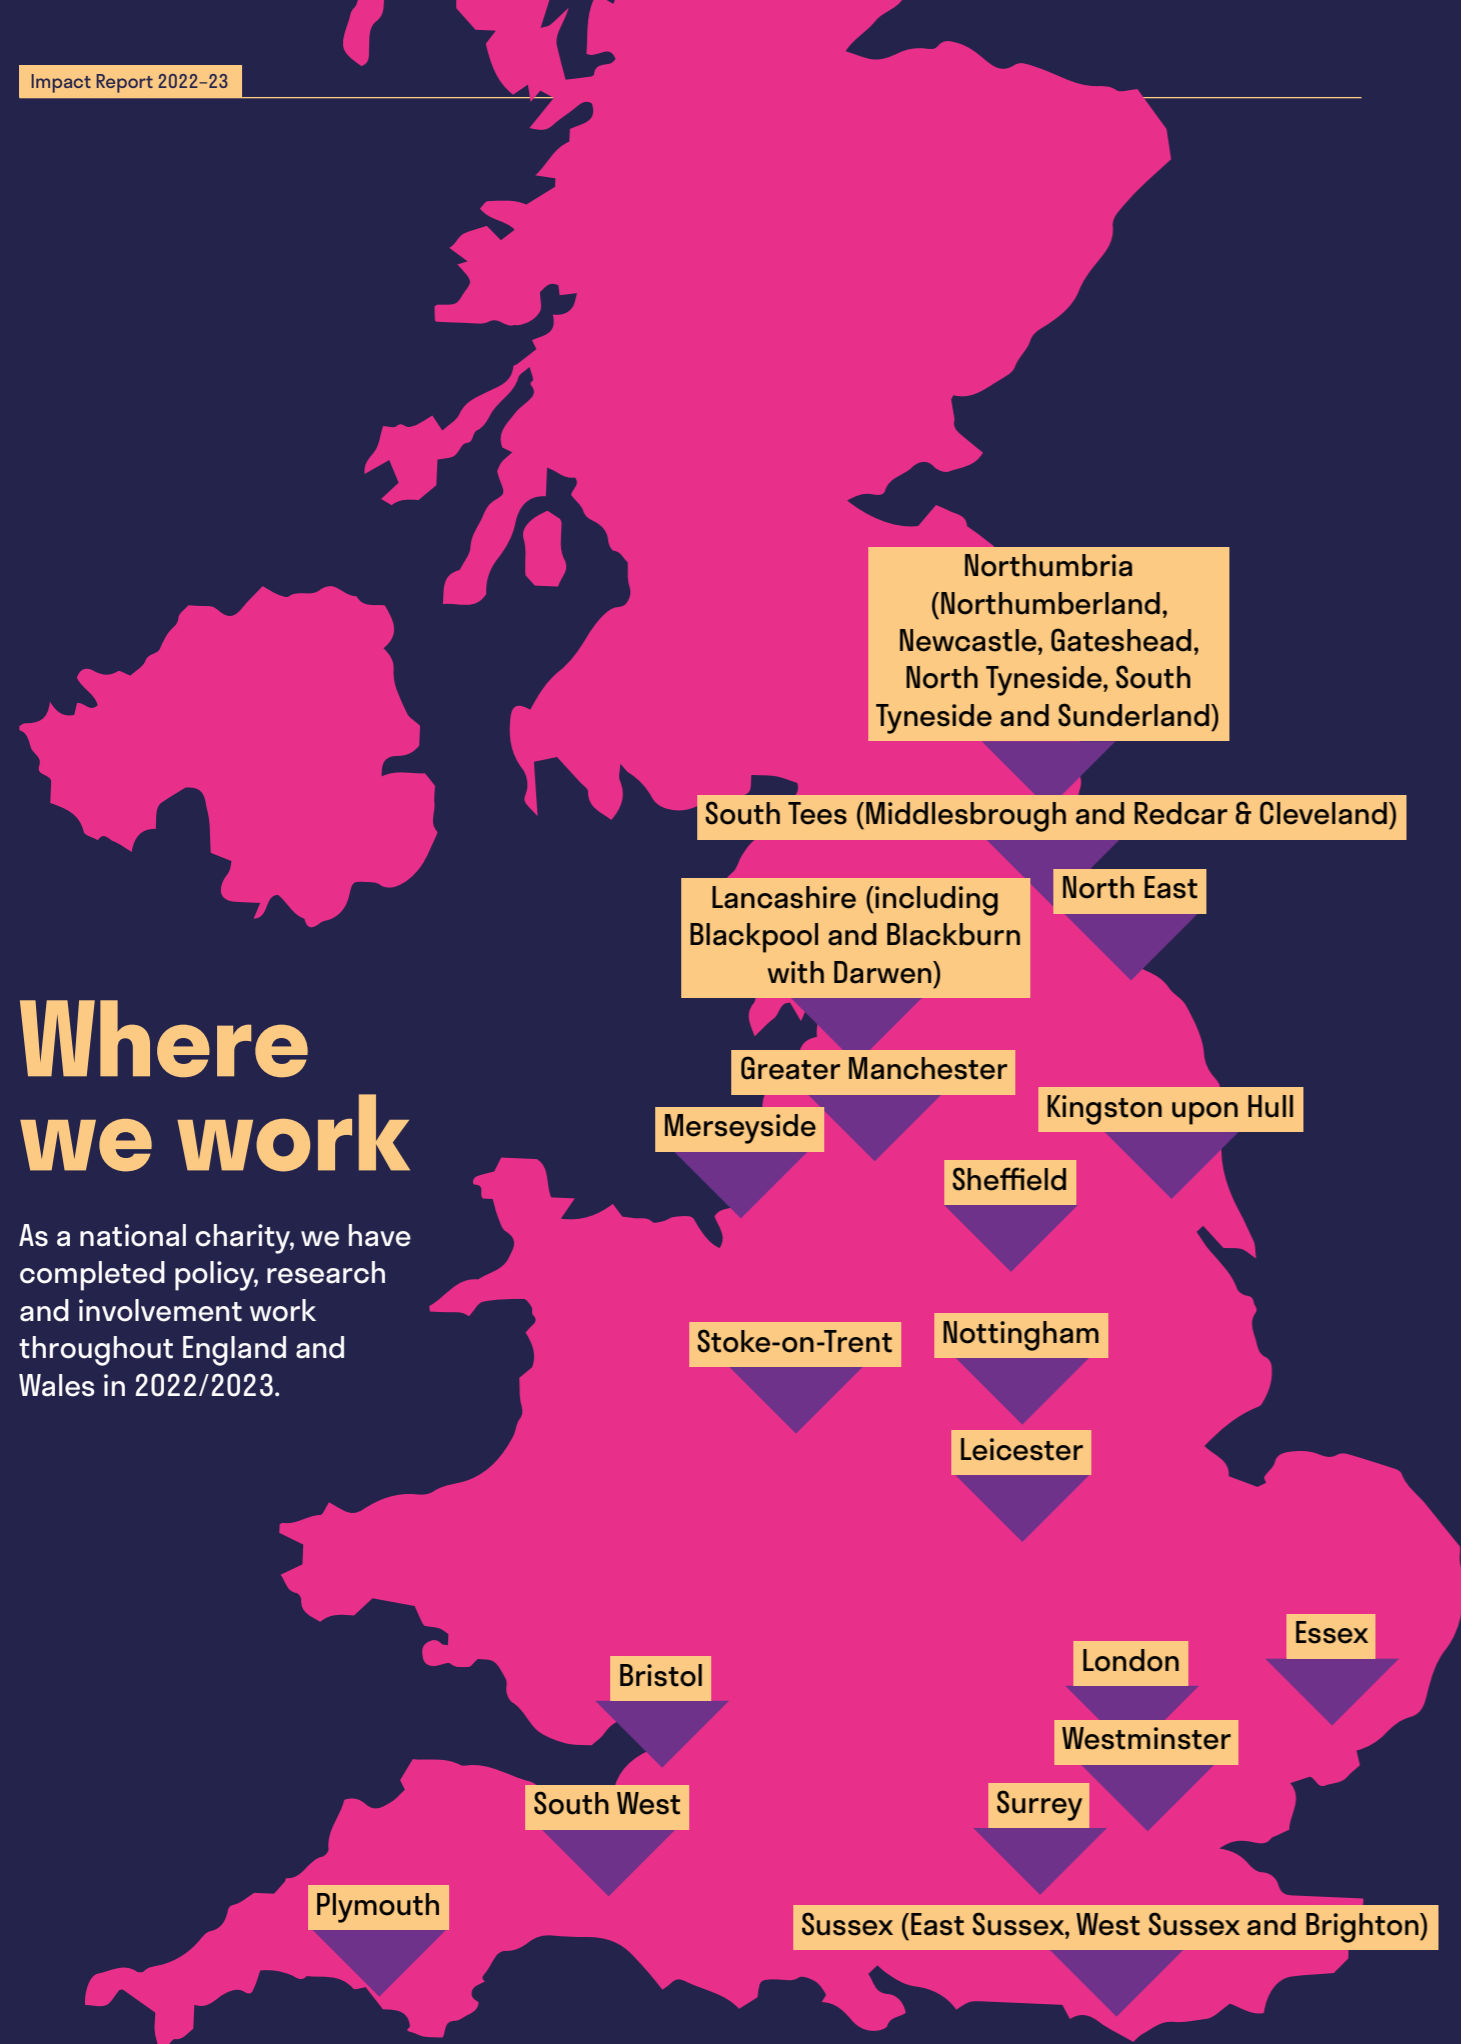 Impact Report 2022–23
Northumbria
(Northumberland,
Newcastle, Gateshead,
North Tyneside, South
Tyneside and Sunderland)
South Tees (Middlesbrough and Redcar & Cleveland)
North East
Lancashire (including
Blackpool and Blackburn
with Darwen)
Greater Manchester
Kingston upon Hull
Merseyside
Sheffield
Where
we work
As a national charity, we have
completed policy, research
and involvement work
throughout England and
Wales in 2022/2023.
Stoke-on-Trent
Nottingham
Leicester
Essex
London
Bristol
Westminster
Surrey
South West
Plymouth
Sussex (East Sussex, West Sussex and Brighton)